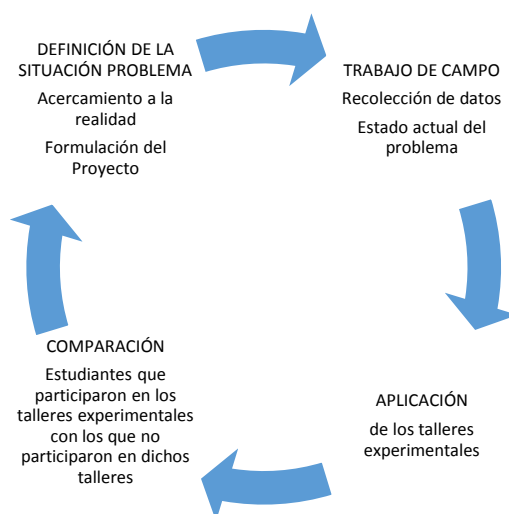 DEFINICIÓN DE LA
SITUACIÓN PROBLEMA
Acercamiento a la
realidad
Formulación del
Proyecto
TRABAJO DE CAMPO
Recolección de datos
Estado actual del
problema
APLICACIÓN
de los talleres
experimentales
COMPARACIÓN
Estudiantes que
participaron en los
talleres experimentales
con los que no
participaron en dichos
talleres